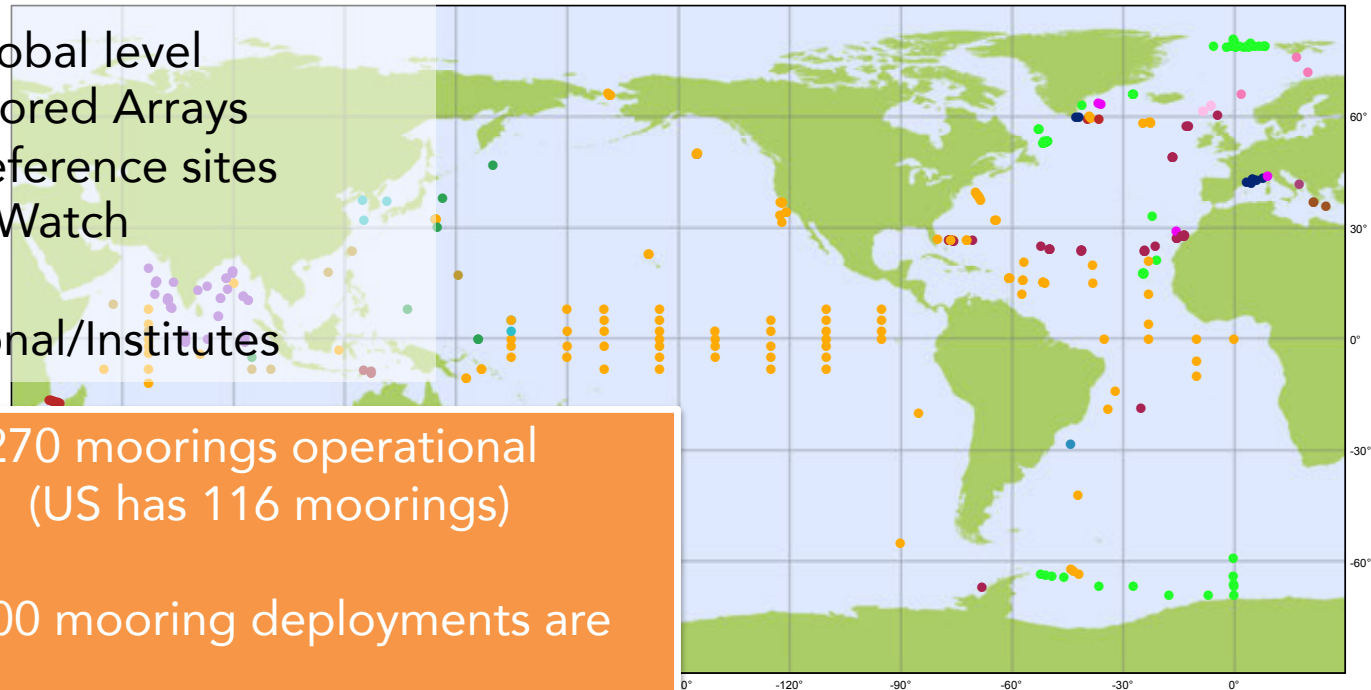 obal level
ored Arrays
eference sites
Watch
onal/Institutes
270 moorings operational
(US has 116 moorings)
00 mooring deployments are
60°
30°
0°
-30°
-60°
0° -120° -90° -60° -30° 0°